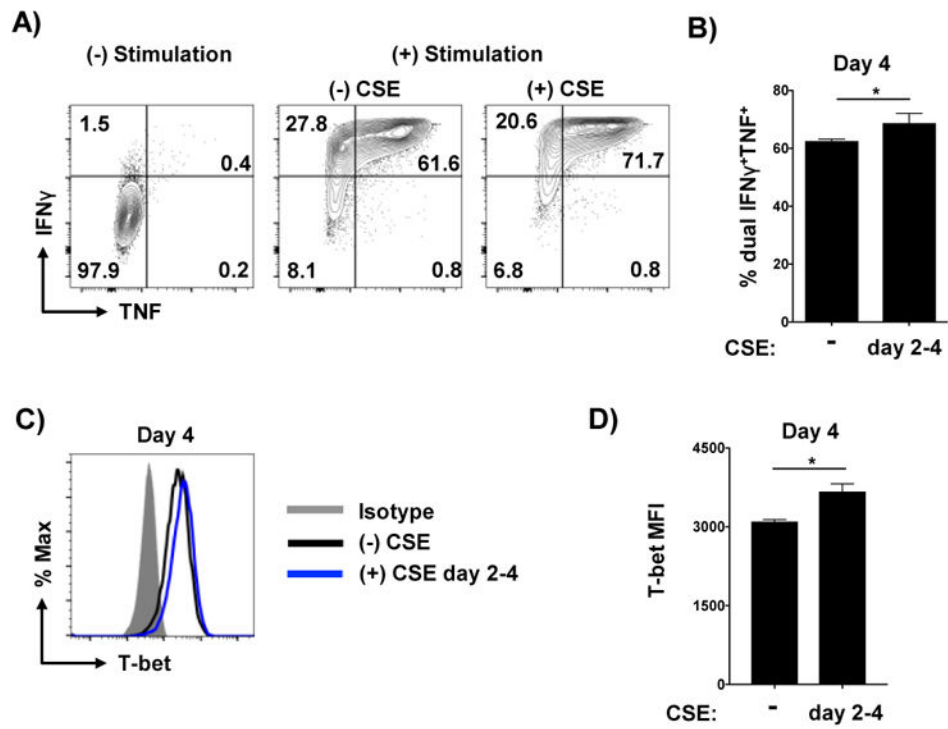 A)
(-) Stimulation
(+) Stimulation
(-) CSE
(+) CSE
1.5
0.4
97.9
0.2
27.8
61.6
8.1
0.8
20.6
71.7
6.8
0.8
IFNγ
TNF
B)
Day 4
*
% dual IFNγ⁺TNF⁺
80
60
40
20
0
CSE: - day 2-4
C)
Day 4
% Max
T-bet
Isotype
(-) CSE
(+) CSE day 2-4
D)
Day 4
*
T-bet MFI
4500
3000
1500
0
CSE: - day 2-4